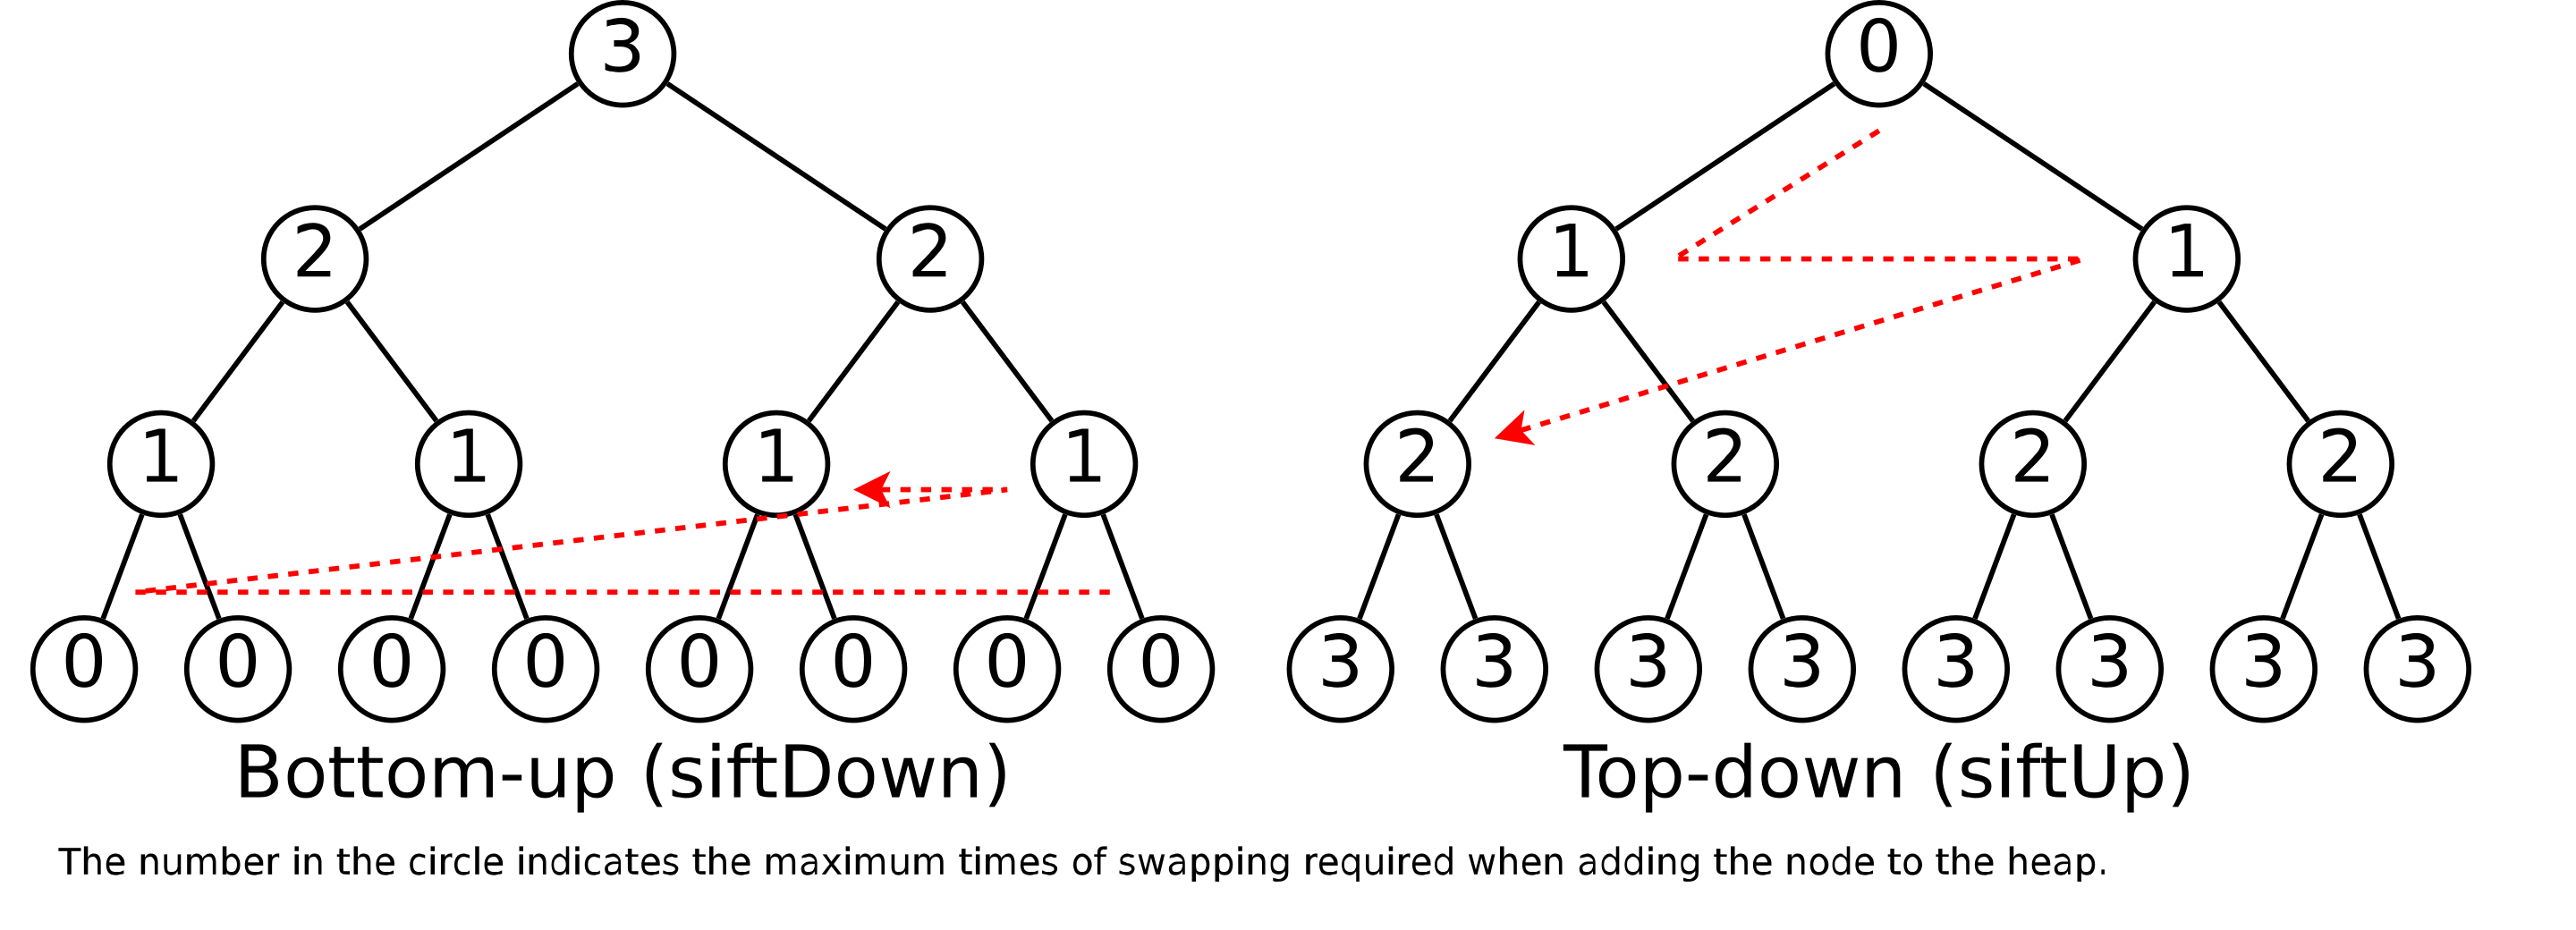 3 0
2 2 1 1
1 1 1 1 2 2 2 2
0 0 0 0 0 0 0 0 3 3 3 3 3 3 3 3
Bottom-up (siftDown) Top-down (siftUp)
The number in the circle indicates the maximum times of swapping required when adding the node to the heap.